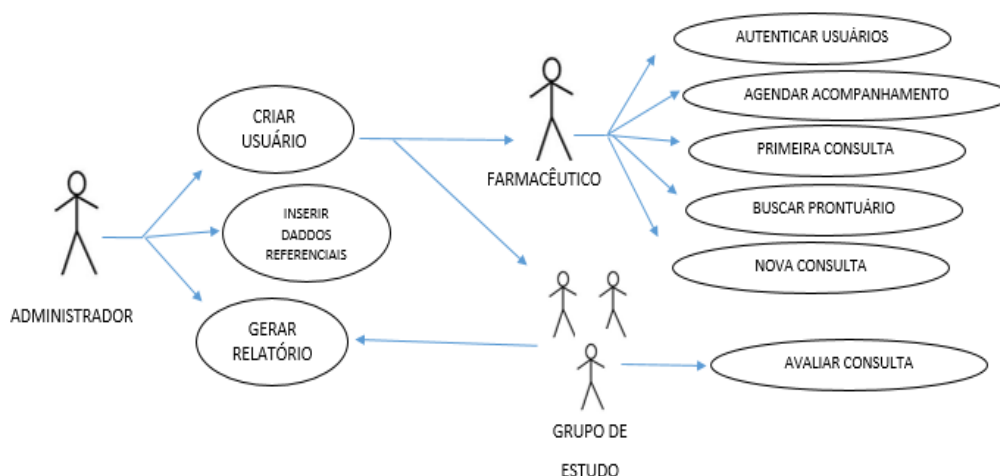 AUTENTICAR USUÁRIOS
AGENDAR ACOMPANHAMENTO
CRIAR
USUÁRIO
PRIMEIRA CONSULTA
FARMACÊUTICO
BUSCAR PRONTUÁRIO
INSERIR
DADDOS
REFERENCIAIS
NOVA CONSULTA
ADMINISTRADOR
GERAR
RELATÓRIO
AVALIAR CONSULTA
GRUPO DE
ESTUDO